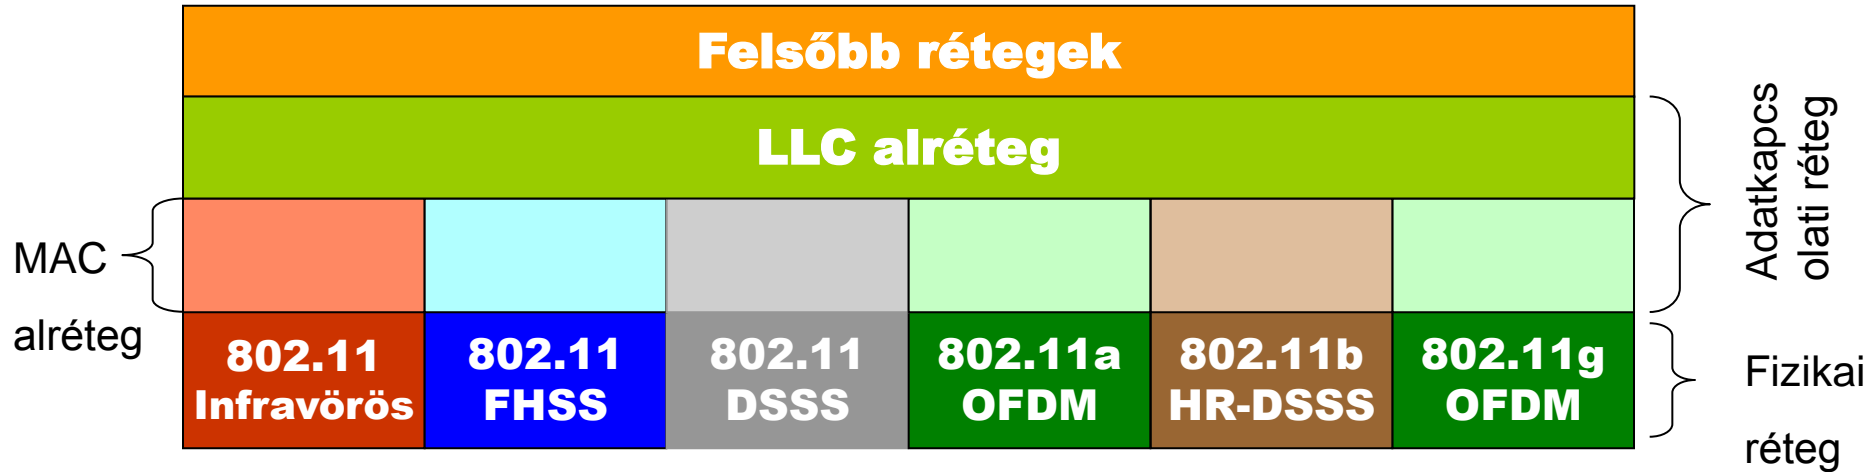 Felsőbb rétegek
LLC alréteg
MAC
alréteg
802.11
Infravörös
802.11
FHSS
802.11
DSSS
802.11a
OFDM
802.11b
HR-DSSS
802.11g
OFDM
Adatkapcs
olati réteg
Fizikai
réteg